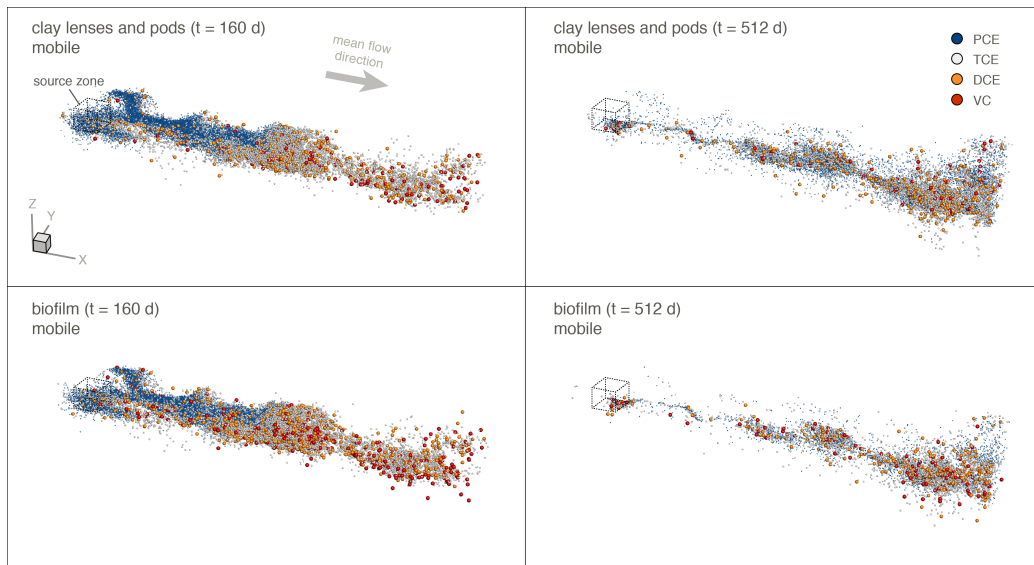 clay lenses and pods (t = 160 d)
mobile
mean flow
direction
source zone
Z
Y
X
clay lenses and pods (t = 512 d)
mobile
PCE
TCE
DCE
VC
biofilm (t = 160 d)
mobile
biofilm (t = 512 d)
mobile